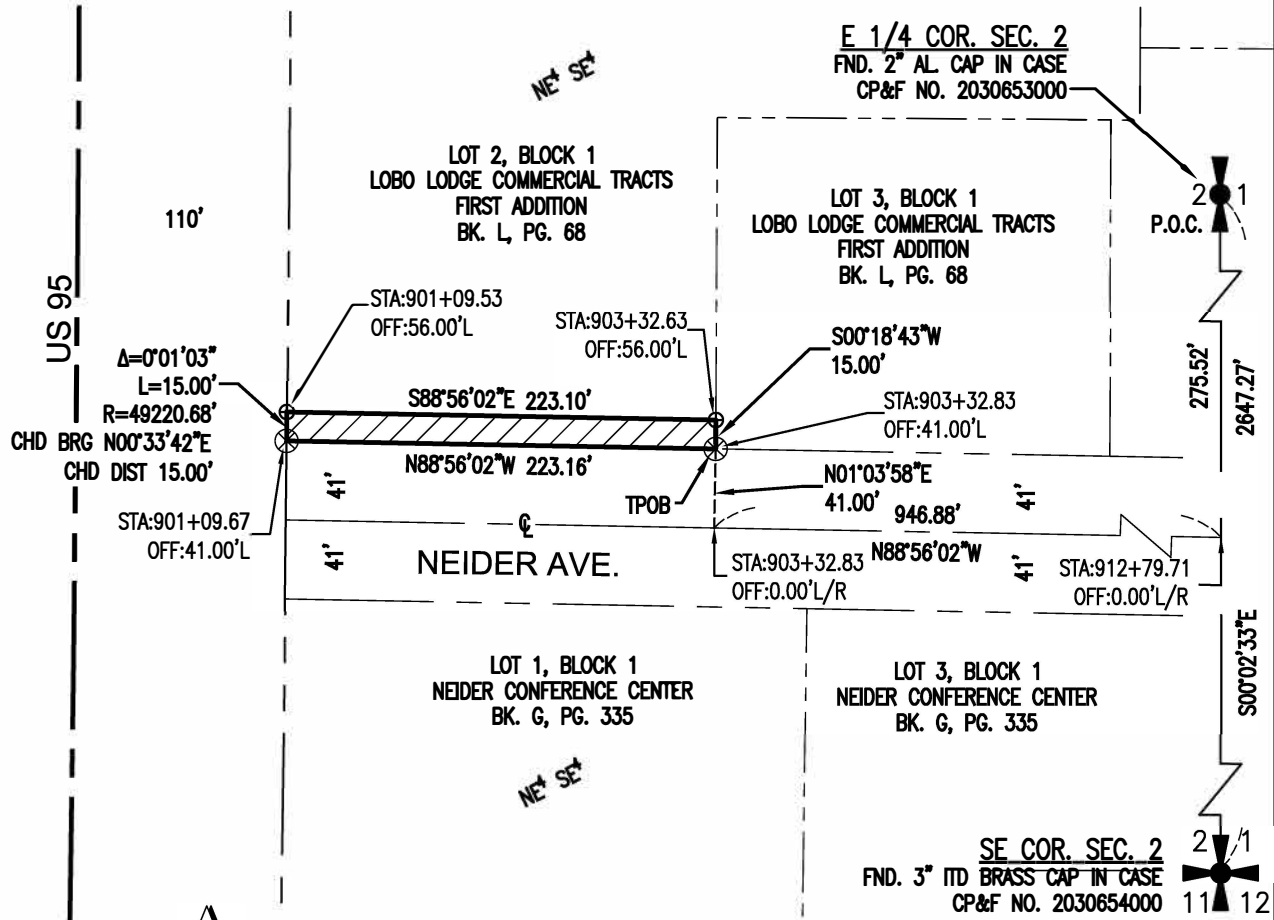 E 1/4 COR. SEC. 2
FND. 2" AL. CAP IN CASE
CP&F NO. 2030653000
NE⁴ SE⁴
LOT 2, BLOCK 1
LOBO LODGE COMMERCIAL TRACTS
FIRST ADDITION
BK. L, PG. 68
LOT 3, BLOCK 1
LOBO LODGE COMMERCIAL TRACTS
FIRST ADDITION
BK. L, PG. 68
2 1
P.O.C.
110'
US 95
STA:901+09.53
OFF:56.00'L
STA:903+32.63
OFF:56.00'L
S00°18'43"W
15.00'
275.52'
2647.27'
Δ=0°01'03"
L=15.00'
R=49220.68'
CHD BRG N00°33'42"E
CHD DIST 15.00'
S88°56'02"E 223.10'
STA:903+32.83
OFF:41.00'L
N88°56'02"W 223.16'
41'
TPOB
N01°03'58"E
41.00'
946.88'
41'
STA:901+09.67
OFF:41.00'L
℄
NEIDER AVE.
41'
STA:903+32.83
OFF:0.00'L/R
N88°56'02"W
41'
STA:912+79.71
OFF:0.00'L/R
S00°02'33"E
LOT 1, BLOCK 1
NEIDER CONFERENCE CENTER
BK. G, PG. 335
LOT 3, BLOCK 1
NEIDER CONFERENCE CENTER
BK. G, PG. 335
NE⁴ SE⁴
SE COR. SEC. 2
FND. 3" ITD BRASS CAP IN CASE
CP&F NO. 2030654000
2 1
11 12